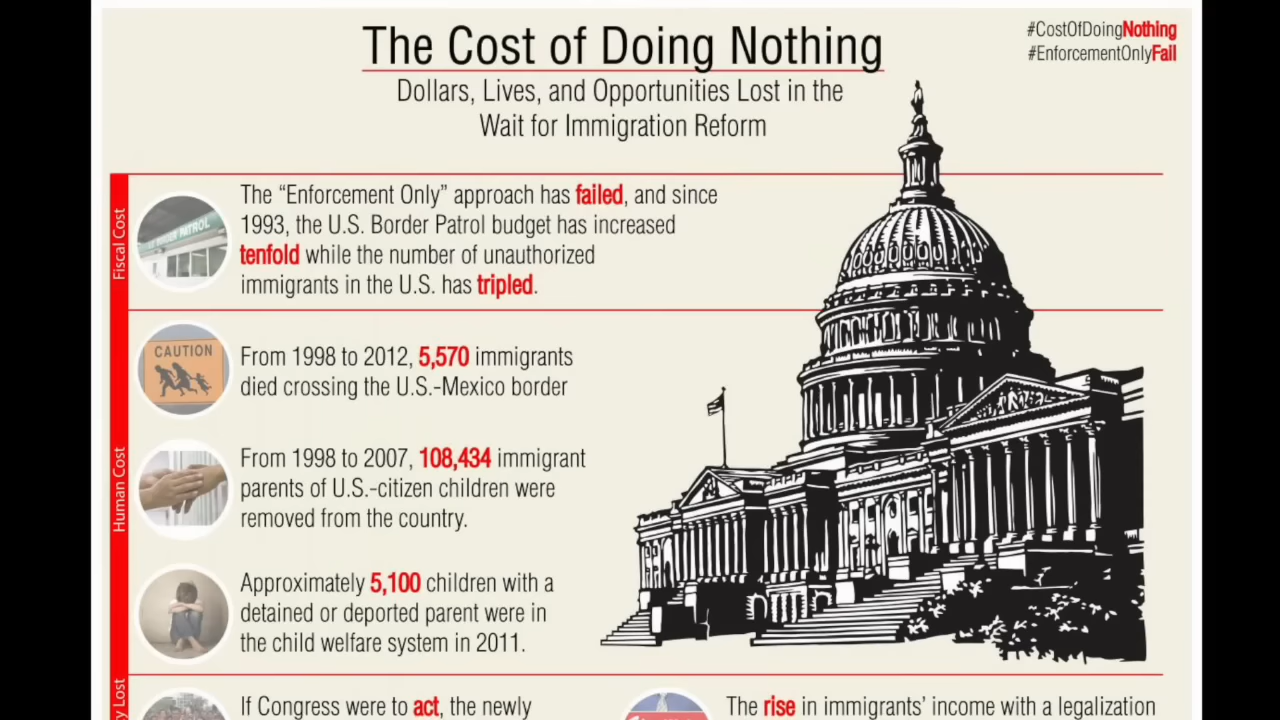 The Cost of Doing Nothing
#CostOfDoingNothing
#EnforcementOnlyFail
Dollars, Lives, and Opportunities Lost in the
Wait for Immigration Reform
Fiscal Cost
BORDER PATROL
The “Enforcement Only” approach has failed, and since
1993, the U.S. Border Patrol budget has increased
tenfold while the number of unauthorized
immigrants in the U.S. has tripled.
Human Cost
CAUTION
From 1998 to 2012, 5,570 immigrants
died crossing the U.S.-Mexico border
From 1998 to 2007, 108,434 immigrant
parents of U.S.-citizen children were
removed from the country.
Approximately 5,100 children with a
detained or deported parent were in
the child welfare system in 2011.
Lost
If Congress were to act, the newly
The rise in immigrants’ income with a legalization